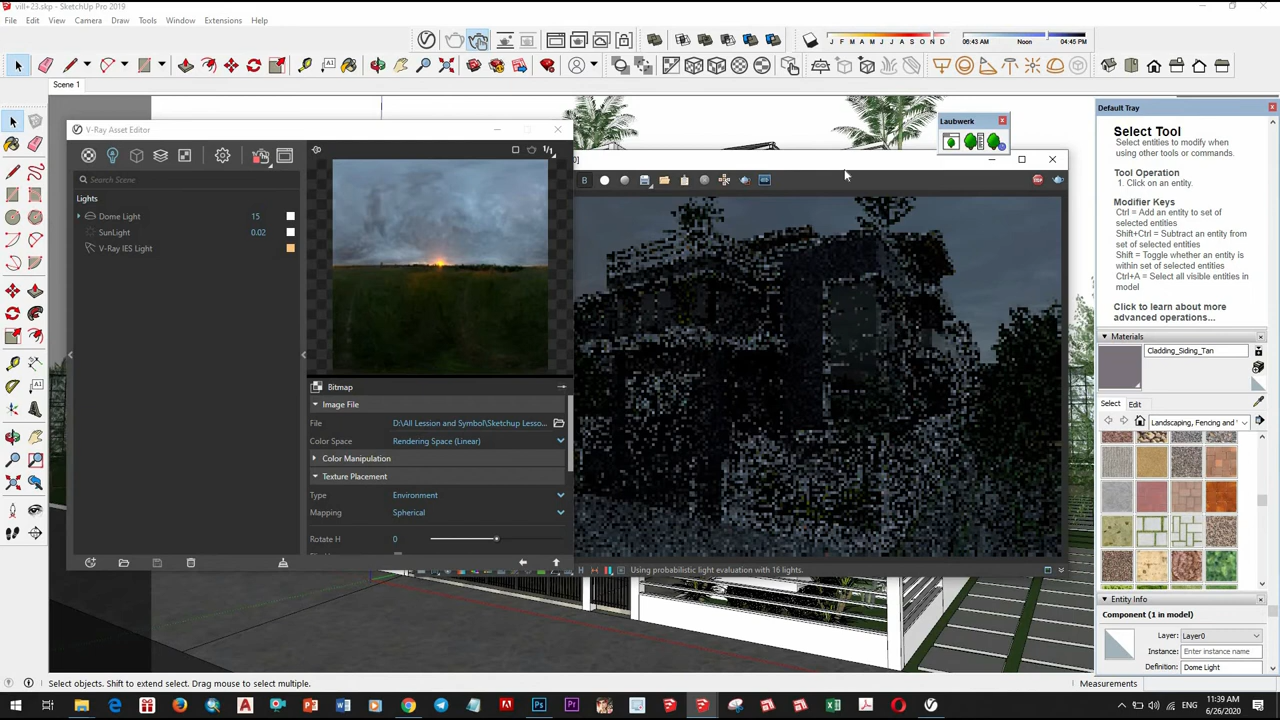 vill+23.skp - SketchUp Pro 2019
File Edit View Camera Draw Tools Window Extensions Help
J F M A M J J A S O N D
06:43 AM Noon 04:45 PM
Scene 1
Default Tray
Select Tool
Select entities to modify when
using other tools or commands.
Tool Operation
1. Click on an entity.
Modifier Keys
Ctrl = Add an entity to set of
selected entities
Shift+Ctrl = Subtract an entity from
set of selected entities
Shift = Toggle whether an entity is
within set of selected entities
Ctrl+A = Select all visible entities in
model
Click to learn about more
advanced operations...
Materials
Cladding_Siding_Tan
Select Edit
Landscaping, Fencing and
Entity Info
Component (1 in model)
Layer: Layer0
Instance: Enter instance name
Definition: Dome Light
V-Ray Asset Editor
Search Scene
Lights
Dome Light 15
SunLight 0.02
V-Ray IES Light
1/1
Bitmap
Image File
File D:\All Lession and Symbol\Sketchup Lesso...
Color Space Rendering Space (Linear)
Color Manipulation
Texture Placement
Type Environment
Mapping Spherical
Rotate H 0
Laubwerk
B
STOP
H
Using probabilistic light evaluation with 16 lights.
Select objects. Shift to extend select. Drag mouse to select multiple.
Measurements
11:39 AM
6/26/2020